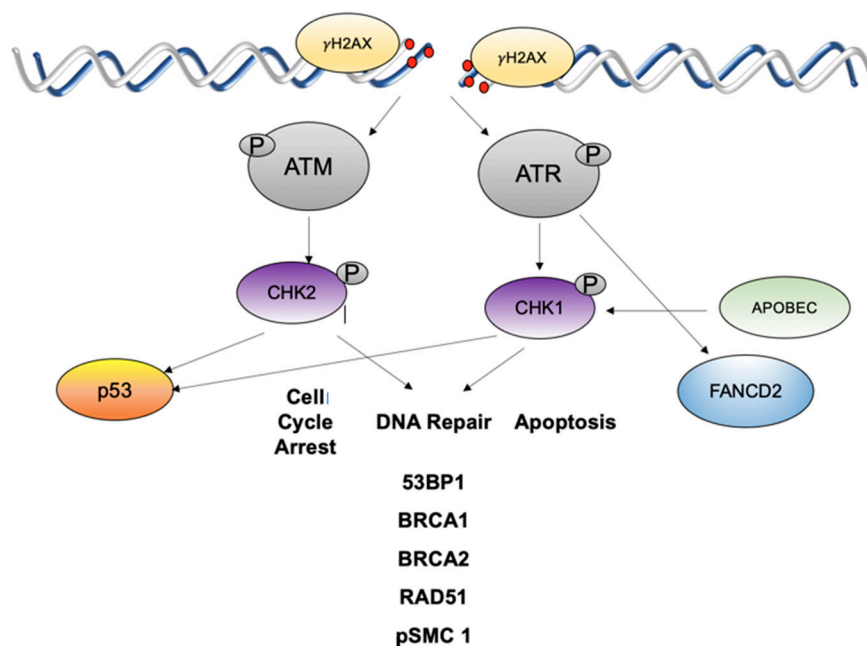 γH2AX
γH2AX
P
ATM
ATR
P
CHK2
P
CHK1
P
APOBEC
p53
FANCD2
Cell
Cycle
Arrest
DNA Repair
Apoptosis
53BP1
BRCA1
BRCA2
RAD51
pSMC 1